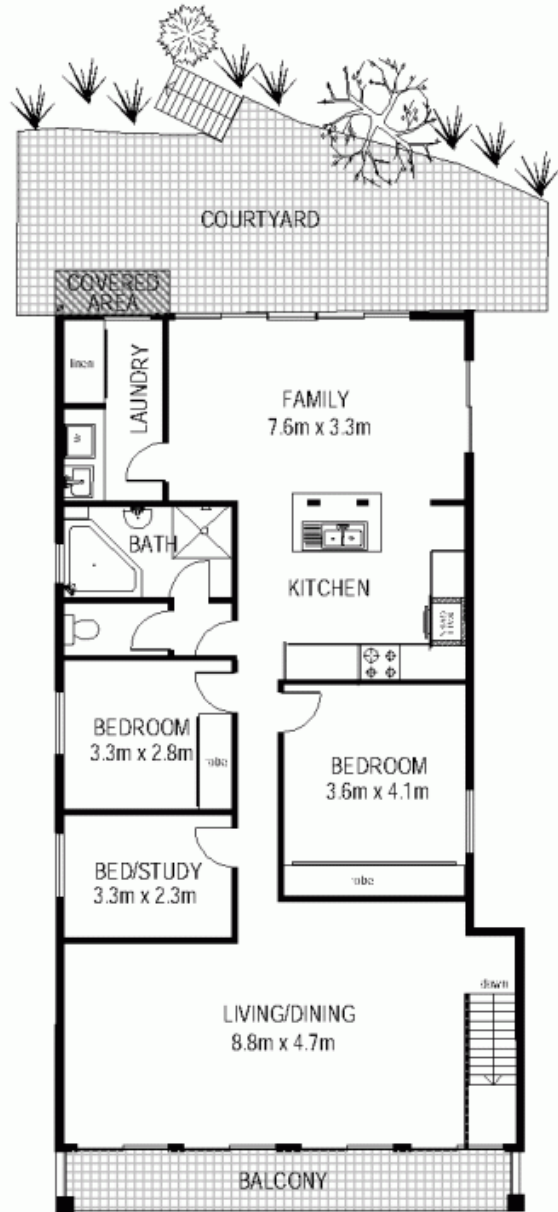 COURTYARD
COVERED
AREA
linen
LAUNDRY
FAMILY
7.6m x 3.3m
BATH
KITCHEN
BEDROOM
3.3m x 2.8m
robe
BEDROOM
3.6m x 4.1m
robe
BED/STUDY
3.3m x 2.3m
down
LIVING/DINING
8.8m x 4.7m
BALCONY